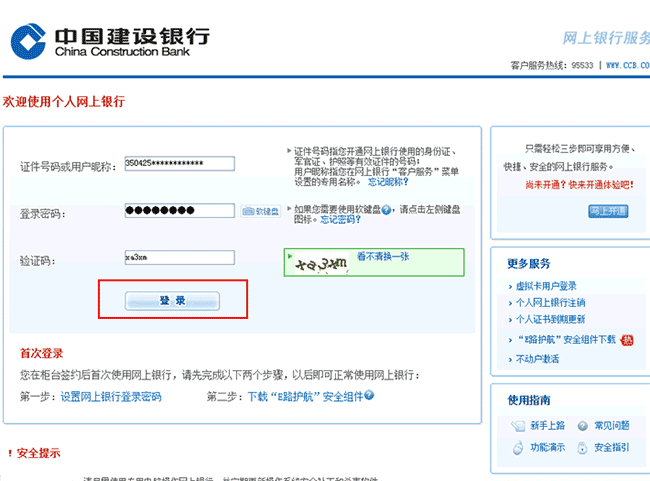 中国建设银行
China Construction Bank
网上银行服务
客户服务热线：95533 | WWW.CCB.CO
欢迎使用个人网上银行
证件号码或用户昵称：
350425************
证件号码指您开通网上银行使用的身份证、
军官证、护照等有效证件的号码；
用户昵称指您在网上银行“客户服务”菜单
设置的专用名称。 忘记昵称？
登录密码：
●●●●●●●●
软键盘
如果您需要使用软键盘?，请点击左侧键盘
图标。忘记密码？
验证码：
xa3xm
xa3xm
看不清换一张
登 录
首次登录
您在柜台签约后首次使用网上银行，请先完成以下两个步骤，以后即可正常使用网上银行：
第一步：设置网上银行登录密码
第二步：下载“E路护航”安全组件?
！安全提示
只需轻松三步即可享用方便、
快捷、安全的网上银行服务。
尚未开通？快来开通体验吧！
网上开通
更多服务
虚拟卡用户登录
个人网上银行注销
个人证书到期更新
“E路护航”安全组件下载 热
不动户激活
使用指南
新手上路
常见问题
功能演示
安全指引